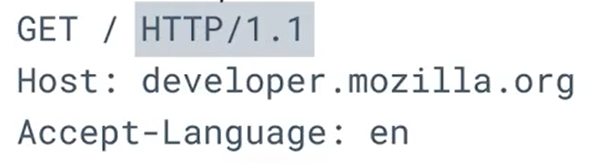 GET / HTTP/1.1
Host: developer.mozilla.org
Accept-Language: en